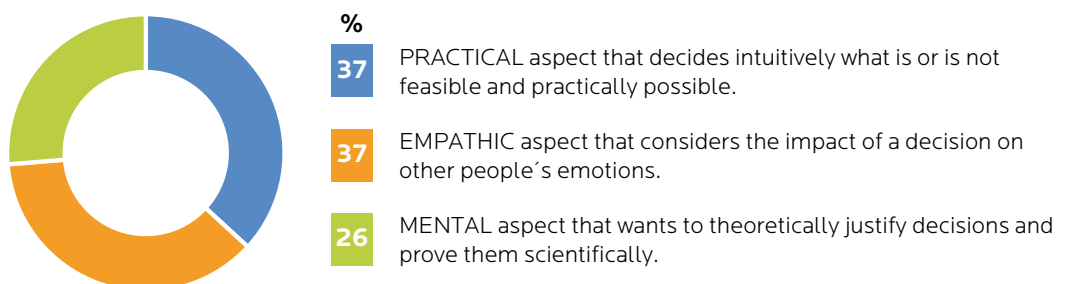 %
37
PRACTICAL aspect that decides intuitively what is or is not
feasible and practically possible.
37
EMPATHIC aspect that considers the impact of a decision on
other people´s emotions.
26
MENTAL aspect that wants to theoretically justify decisions and
prove them scientifically.